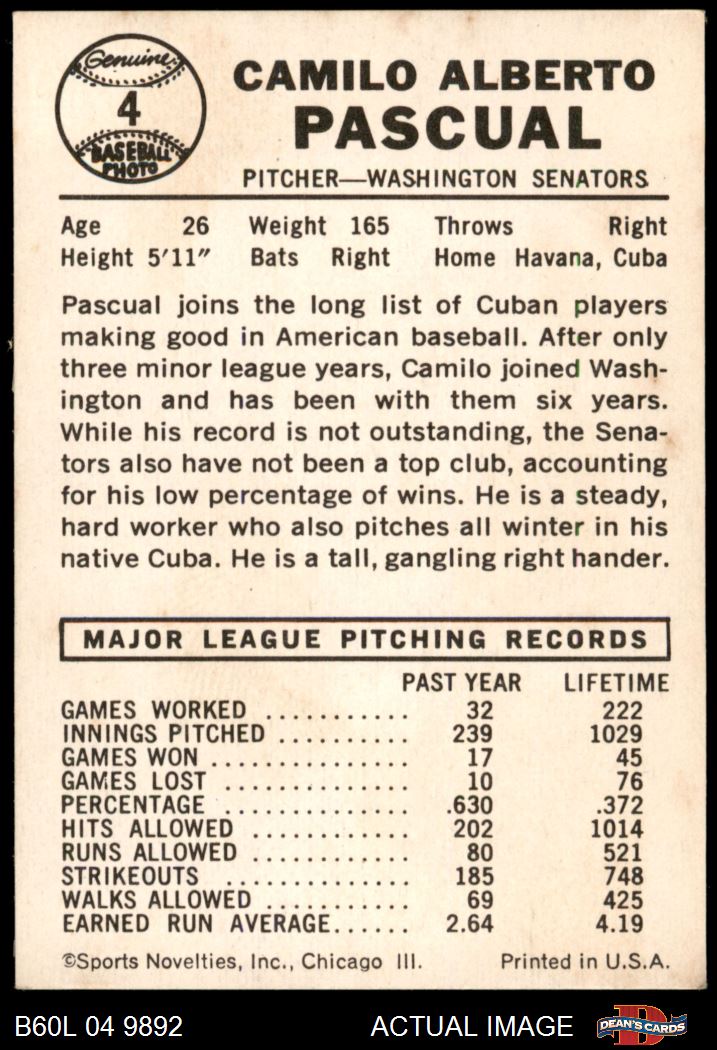 Genuine
4
BASEBALL
PHOTO
CAMILO ALBERTO
PASCUAL
PITCHER—WASHINGTON SENATORS
Age 26 Weight 165 Throws Right
Height 5'11" Bats Right Home Havana, Cuba
Pascual joins the long list of Cuban players
making good in American baseball. After only
three minor league years, Camilo joined Wash-
ington and has been with them six years.
While his record is not outstanding, the Sena-
tors also have not been a top club, accounting
for his low percentage of wins. He is a steady,
hard worker who also pitches all winter in his
native Cuba. He is a tall, gangling right hander.
MAJOR LEAGUE PITCHING RECORDS
PAST YEAR LIFETIME
GAMES WORKED ........... 32 222
INNINGS PITCHED .......... 239 1029
GAMES WON ............... 17 45
GAMES LOST .............. 10 76
PERCENTAGE .............. .630 .372
HITS ALLOWED ............ 202 1014
RUNS ALLOWED ............ 80 521
STRIKEOUTS .............. 185 748
WALKS ALLOWED ............ 69 425
EARNED RUN AVERAGE...... 2.64 4.19
©Sports Novelties, Inc., Chicago Ill. Printed in U.S.A.
B60L 04 9892 ACTUAL IMAGE D DEAN'S CARDS